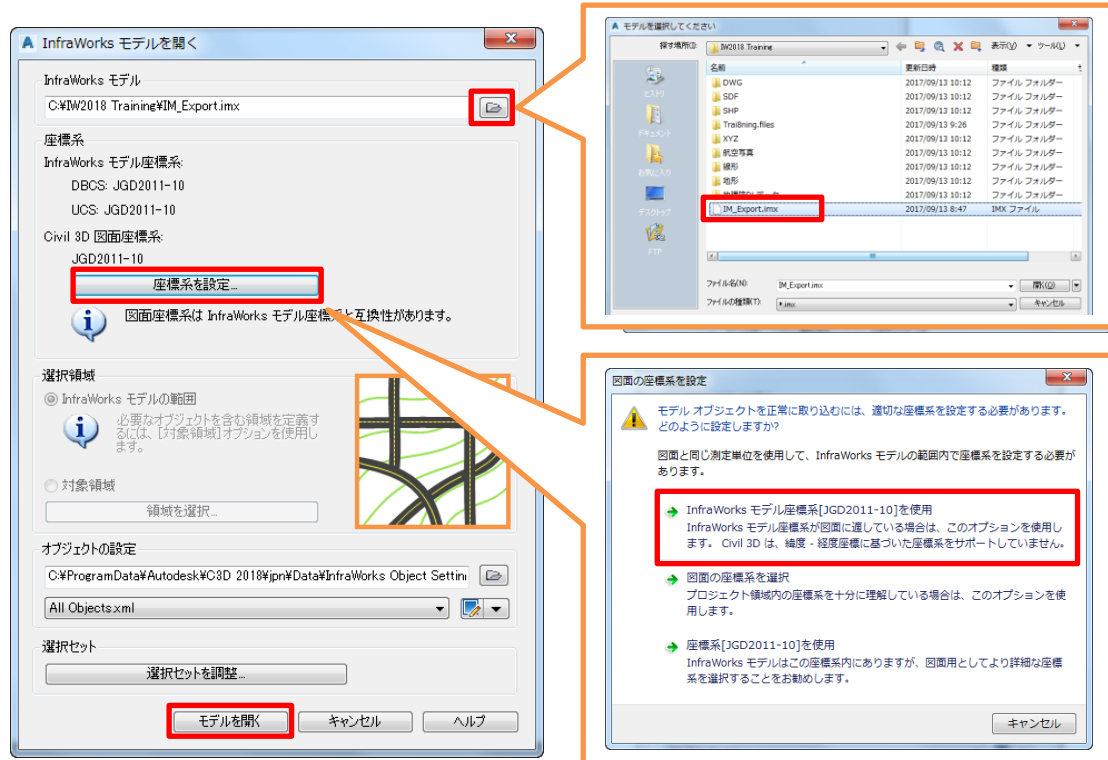 InfraWorks モデルを開く
InfraWorks モデル
C:¥IW2018 Training¥IM_Export.imx
座標系
InfraWorks モデル座標系:
DBCS: JGD2011-10
UCS: JGD2011-10
Civil 3D 図面座標系:
JGD2011-10
座標系を設定...
図面座標系は InfraWorks モデル座標系と互換性があります。
選択領域
InfraWorks モデルの範囲
必要なオブジェクトを含む領域を定義す
るには、[対象領域]オプションを使用し
ます。
対象領域
領域を選択...
オブジェクトの設定
C:¥ProgramData¥Autodesk¥C3D 2018¥jpn¥Data¥InfraWorks Object Settin
All Objects.xml
選択セット
選択セットを調整...
モデルを開く キャンセル ヘルプ
モデルを選択してください
探す場所(I): IW2018 Training 表示(V) ツール(L)
名前 更新日時 種類
DWG 2017/09/13 10:12 ファイル フォルダー
SDF 2017/09/13 10:12 ファイル フォルダー
SHP 2017/09/13 10:12 ファイル フォルダー
Trai8ning.files 2017/09/13 9:26 ファイル フォルダー
XYZ 2017/09/13 10:12 ファイル フォルダー
航空写真 2017/09/13 10:12 ファイル フォルダー
線形 2017/09/13 10:12 ファイル フォルダー
地形 2017/09/13 10:12 ファイル フォルダー
2017/09/13 10:12 ファイル フォルダー
IM_Export.imx 2017/09/13 8:47 IMX ファイル
ヒストリ
ドキュメント
お気に入り
デスクトップ
FTP
ファイル名(N): IM_Export.imx 開く(O)
ファイルの種類(T): *.imx キャンセル
図面の座標系を設定
モデル オブジェクトを正常に取り込むには、適切な座標系を設定する必要があります。
どのように設定しますか?
図面と同じ測定単位を使用して、InfraWorks モデルの範囲内で座標系を設定する必要が
あります。
InfraWorks モデル座標系[JGD2011-10]を使用
InfraWorks モデル座標系が図面に適している場合は、このオプションを使用し
ます。 Civil 3D は、緯度 - 経度座標に基づいた座標系をサポートしていません。
図面の座標系を選択
プロジェクト領域内の座標系を十分に理解している場合は、このオプションを使
用します。
座標系[JGD2011-10]を使用
InfraWorks モデルはこの座標系内にありますが、図面用としてより詳細な座標
系を選択することをお勧めします。
キャンセル